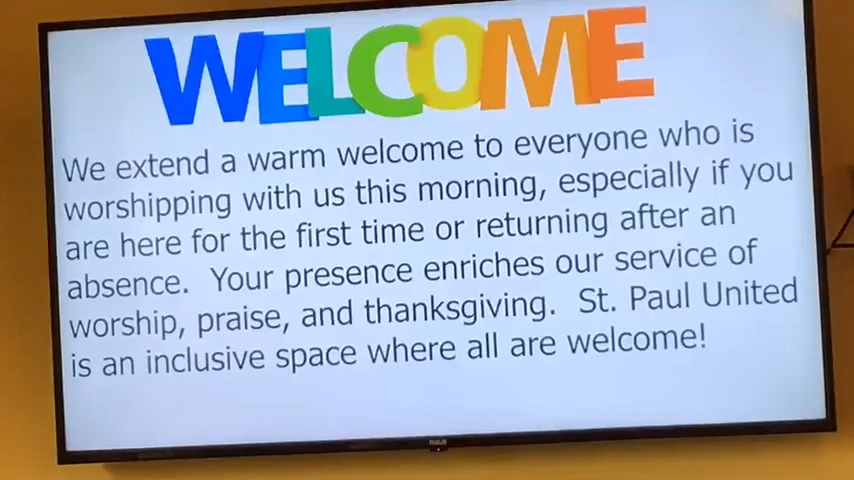 WELCOME
We extend a warm welcome to everyone who is
worshipping with us this morning, especially if you
are here for the first time or returning after an
absence.  Your presence enriches our service of
worship, praise, and thanksgiving.  St. Paul United
is an inclusive space where all are welcome!
RCA